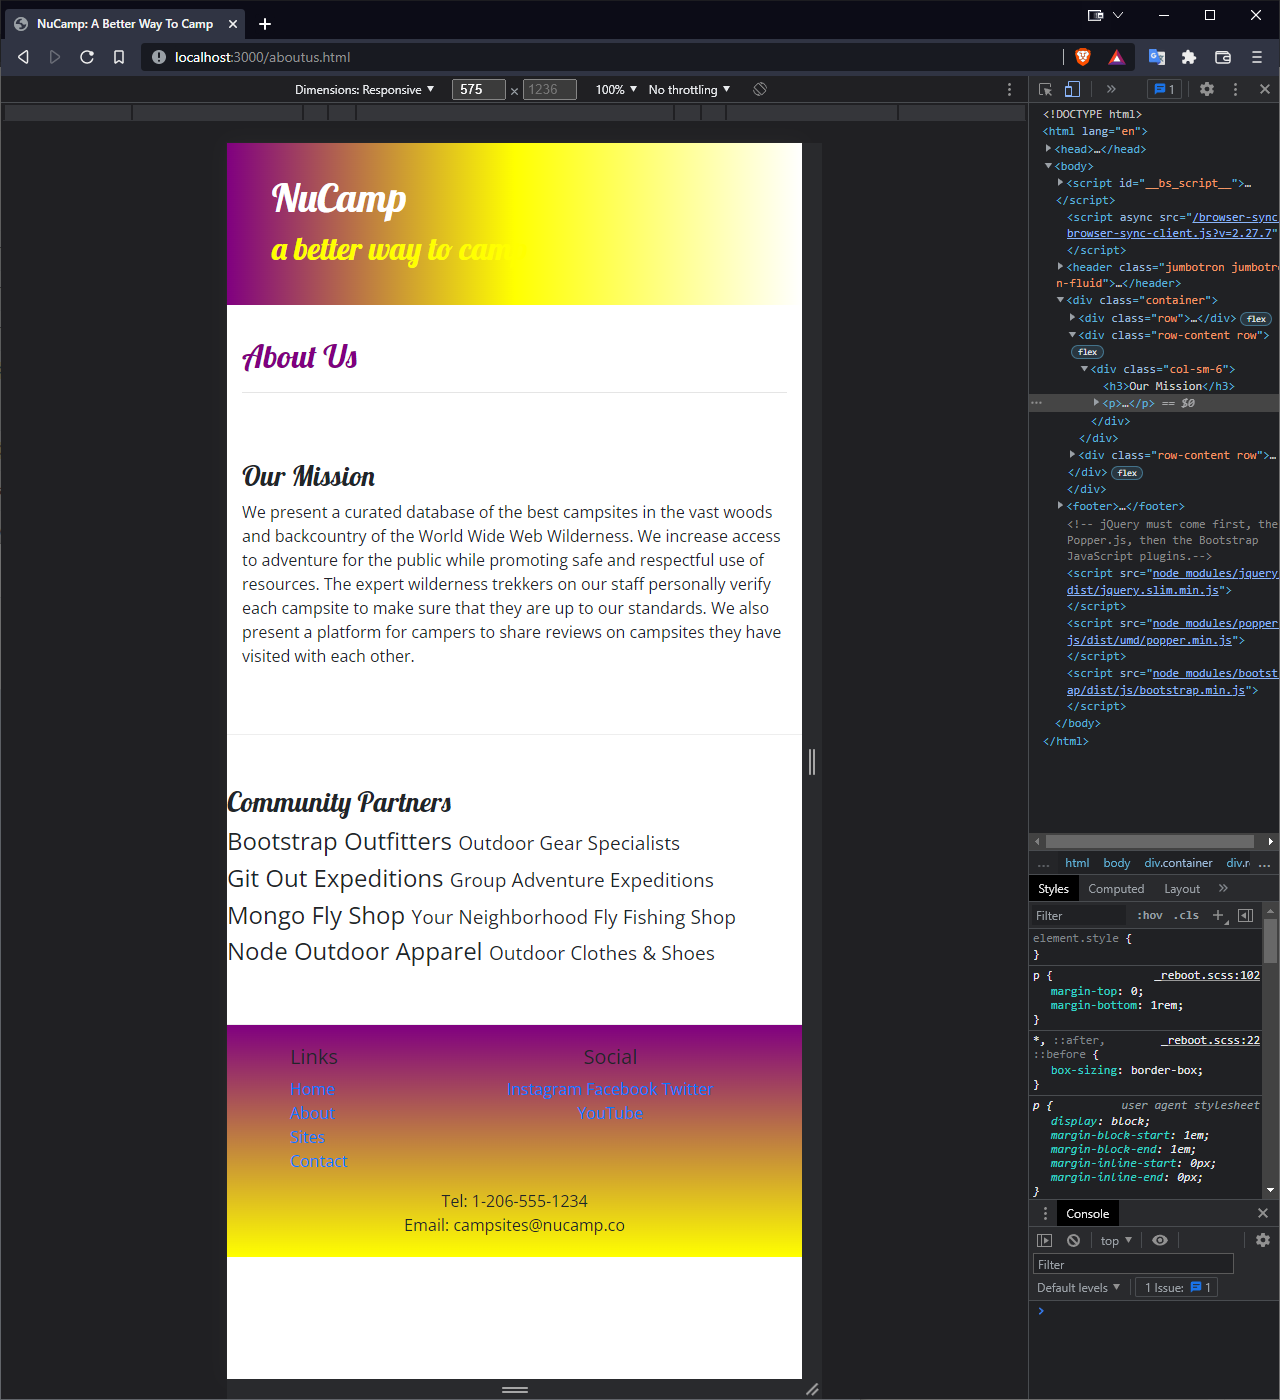 NuCamp: A Better Way To Camp
localhost:3000/aboutus.html
Dimensions: Responsive ▼ 575 × 1236 100% ▼ No throttling ▼
1
NuCamp
a better way to camp
About Us
Our Mission
We present a curated database of the best campsites in the vast woods
and backcountry of the World Wide Web Wilderness. We increase access
to adventure for the public while promoting safe and respectful use of
resources. The expert wilderness trekkers on our staff personally verify
each campsite to make sure that they are up to our standards. We also
present a platform for campers to share reviews on campsites they have
visited with each other.
Community Partners
Bootstrap Outfitters Outdoor Gear Specialists
Git Out Expeditions Group Adventure Expeditions
Mongo Fly Shop Your Neighborhood Fly Fishing Shop
Node Outdoor Apparel Outdoor Clothes & Shoes
Links
Home
About
Sites
Contact
Social
Instagram Facebook Twitter
YouTube
Tel: 1-206-555-1234
Email: campsites@nucamp.co
<!DOCTYPE html>
<html lang="en">
<head>…</head>
<body>
<script id="__bs_script__">…
</script>
<script async src="/browser-sync
browser-sync-client.js?v=2.27.7"
</script>
<header class="jumbotron jumbotro
n-fluid">…</header>
<div class="container">
<div class="row">…</div> flex
<div class="row-content row">
flex
<div class="col-sm-6">
<h3>Our Mission</h3>
<p>…</p> == $0
</div>
</div>
<div class="row-content row">…
</div> flex
</div>
<footer>…</footer>
<!-- jQuery must come first, the
Popper.js, then the Bootstrap
JavaScript plugins.-->
<script src="node_modules/jquery
dist/jquery.slim.min.js">
</script>
<script src="node_modules/popper
js/dist/umd/popper.min.js">
</script>
<script src="node_modules/bootst
ap/dist/js/bootstrap.min.js">
</script>
</body>
</html>
… html body div.container div.r …
Styles Computed Layout »
Filter :hov .cls +
element.style {
}
p { _reboot.scss:102
margin-top: 0;
margin-bottom: 1rem;
}
*, ::after, _reboot.scss:22
::before {
box-sizing: border-box;
}
p { user agent stylesheet
display: block;
margin-block-start: 1em;
margin-block-end: 1em;
margin-inline-start: 0px;
margin-inline-end: 0px;
}
Console
top ▼
Filter
Default levels ▼ 1 Issue: 1